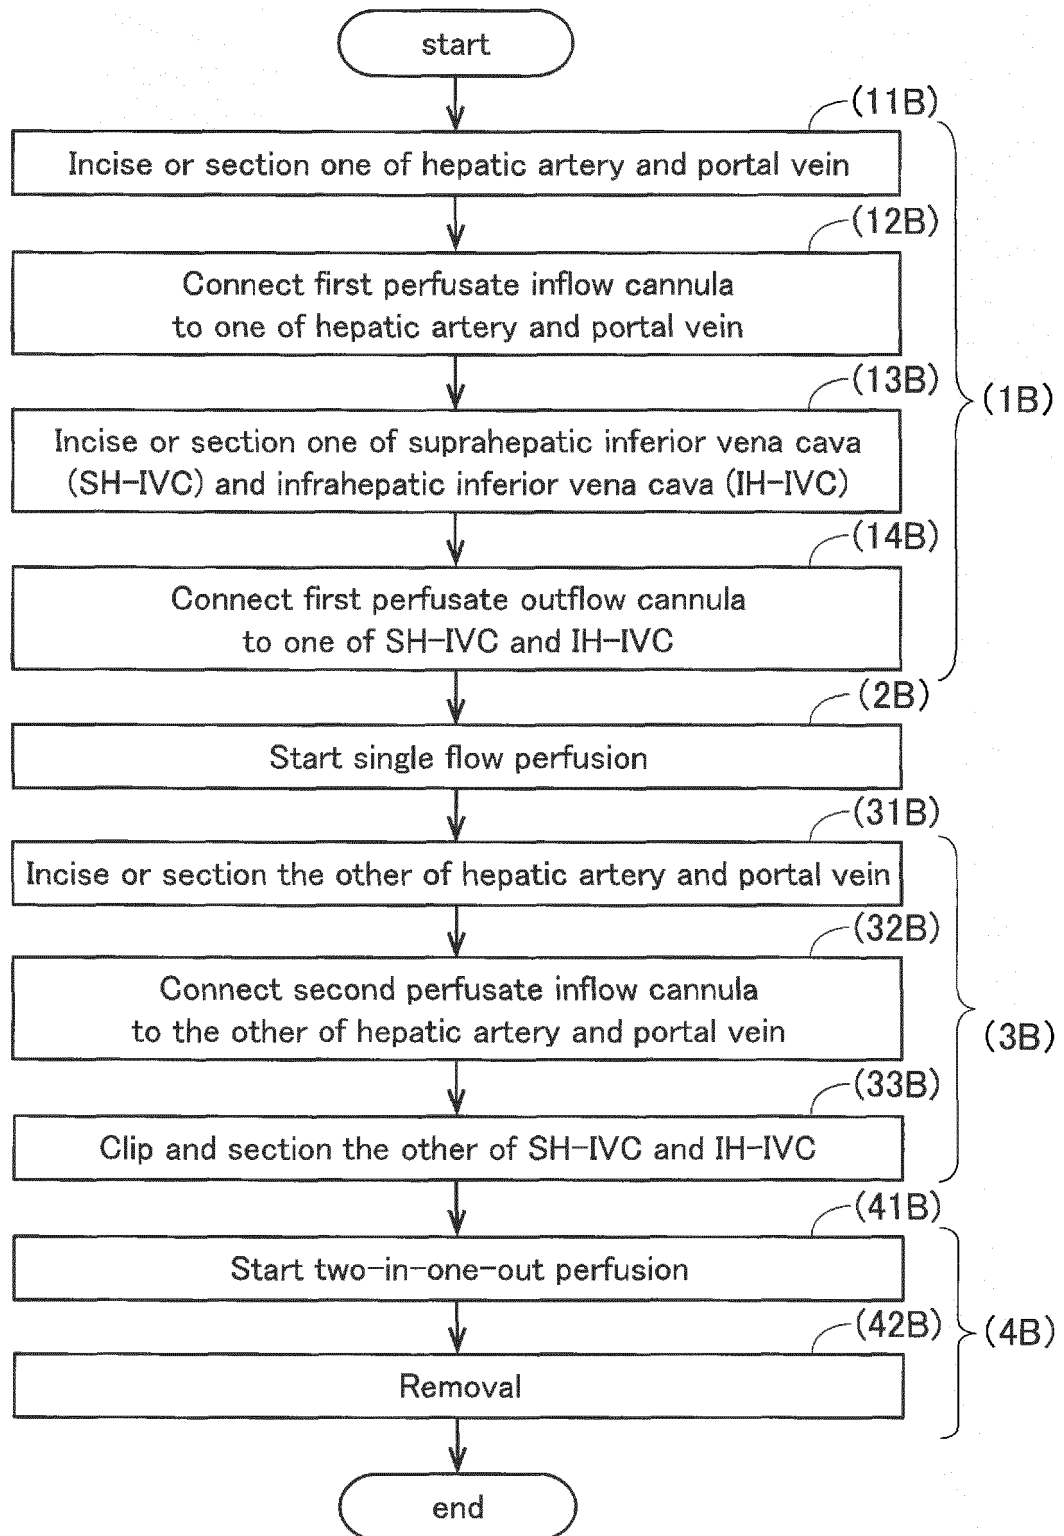 start
(11B)
Incise or section one of hepatic artery and portal vein
(12B)
Connect first perfusate inflow cannula
to one of hepatic artery and portal vein
(13B)
Incise or section one of suprahepatic inferior vena cava
(SH-IVC) and infrahepatic inferior vena cava (IH-IVC)
(1B)
(14B)
Connect first perfusate outflow cannula
to one of SH-IVC and IH-IVC
(2B)
Start single flow perfusion
(31B)
Incise or section the other of hepatic artery and portal vein
(32B)
Connect second perfusate inflow cannula
to the other of hepatic artery and portal vein
(3B)
(33B)
Clip and section the other of SH-IVC and IH-IVC
(41B)
Start two-in-one-out perfusion
(42B)
(4B)
Removal
end